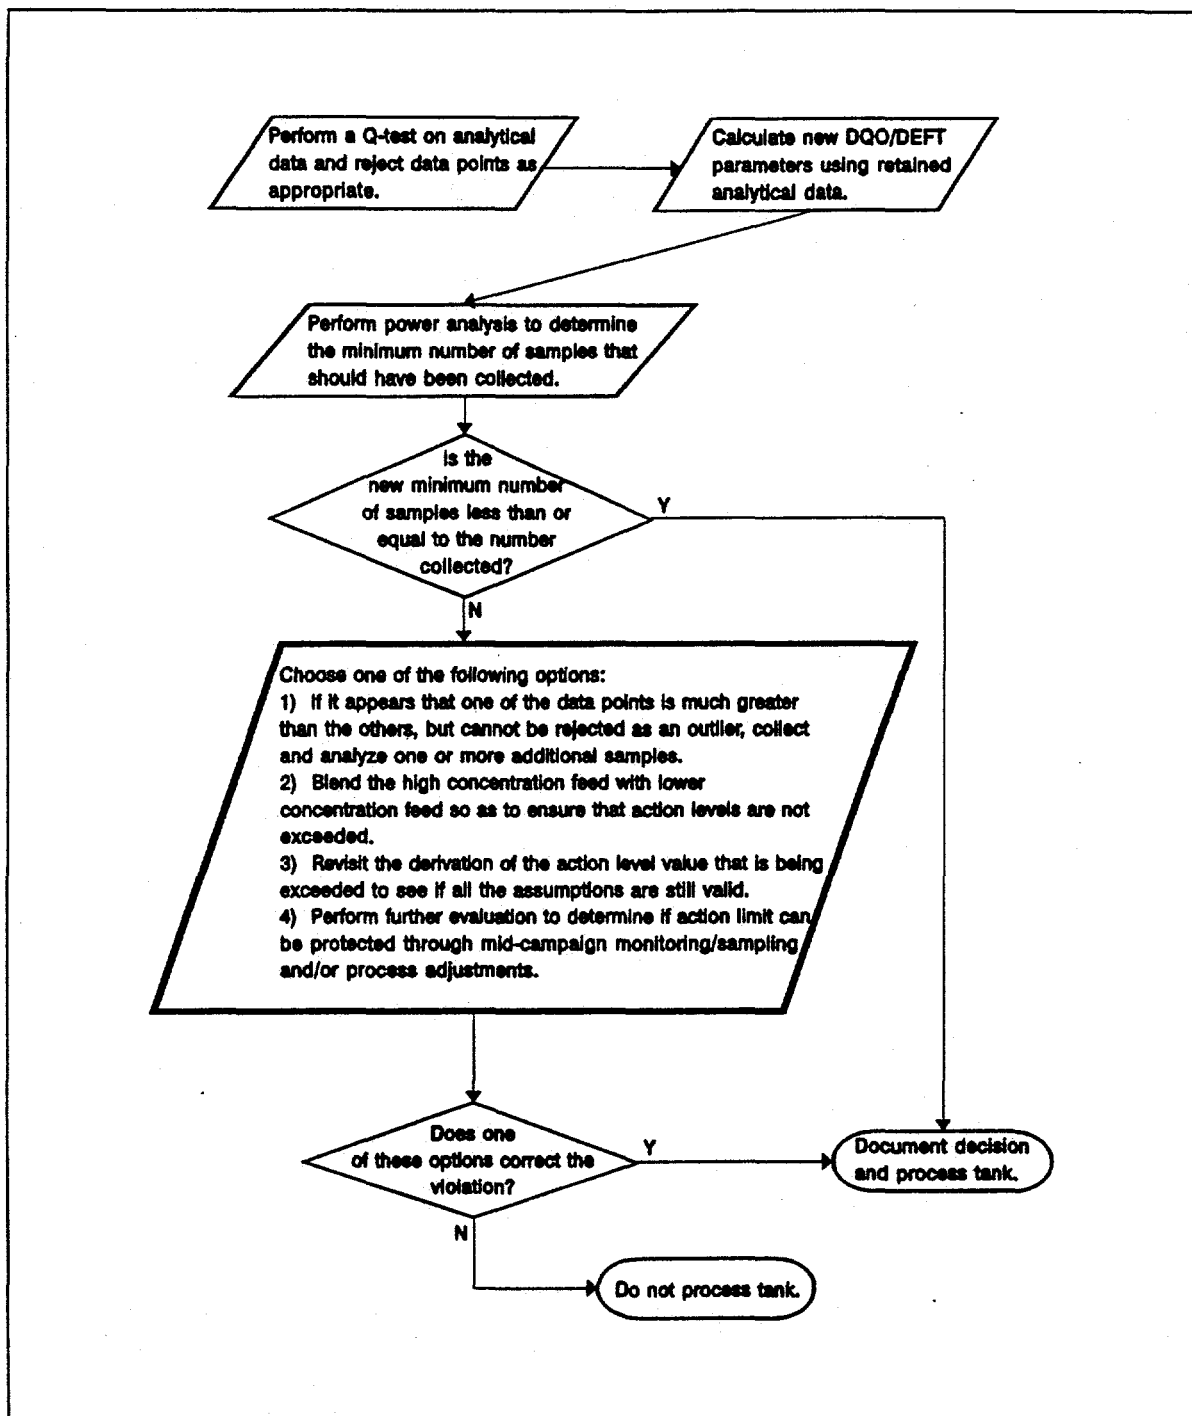 Perform a Q-test on analytical
data and reject data points as
appropriate.
Calculate new DQO/DEFT
parameters using retained
analytical data.
Perform power analysis to determine
the minimum number of samples that
should have been collected.
Is the
new minimum number
of samples less than or
equal to the number
collected?
Y
N
Choose one of the following options:
1) If it appears that one of the data points is much greater
than the others, but cannot be rejected as an outlier, collect
and analyze one or more additional samples.
2) Blend the high concentration feed with lower
concentration feed so as to ensure that action levels are not
exceeded.
3) Revisit the derivation of the action level value that is being
exceeded to see if all the assumptions are still valid.
4) Perform further evaluation to determine if action limit can
be protected through mid-campaign monitoring/sampling
and/or process adjustments.
Does one
of these options correct the
violation?
Y
Document decision
and process tank.
N
Do not process tank.